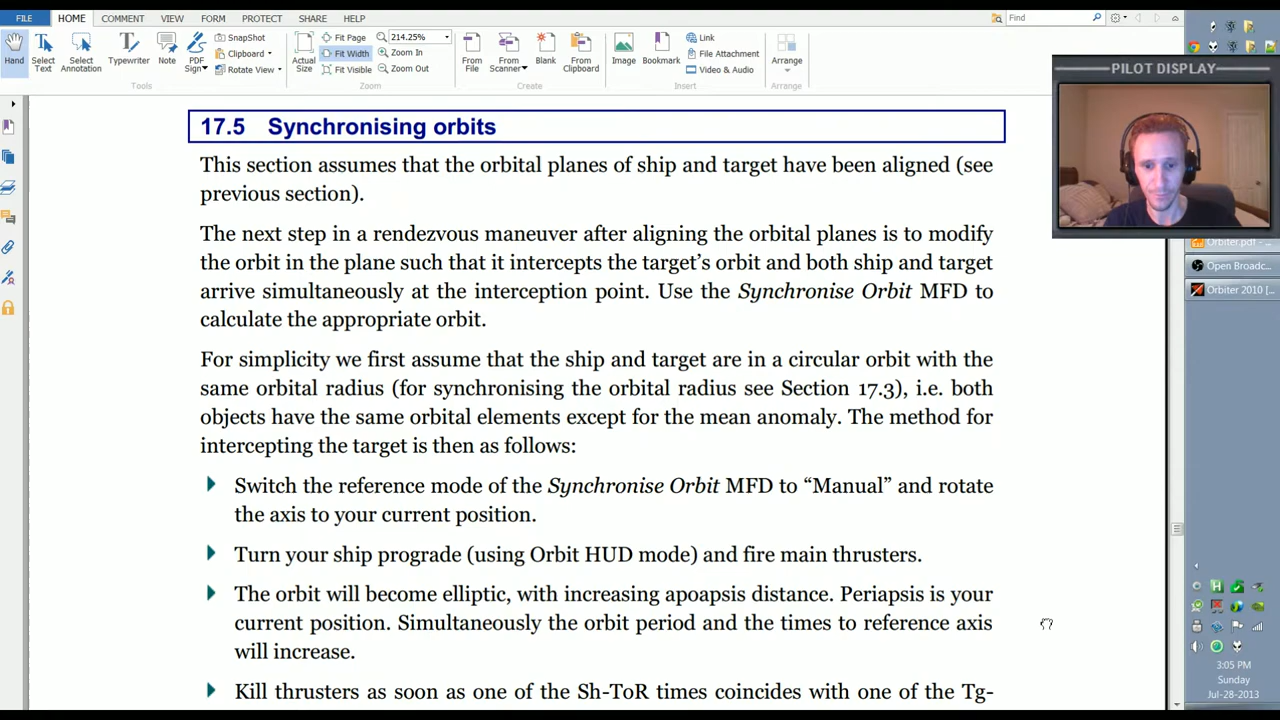 FILE HOME COMMENT VIEW FORM PROTECT SHARE HELP Find
Hand
Select Text
Select Annotation
Typewriter
Note
PDF Sign
SnapShot
Clipboard
Rotate View
Tools
Actual Size
Fit Page
Fit Width
Fit Visible
214.25%
Zoom In
Zoom Out
Zoom
From File
From Scanner
Blank
From Clipboard
Create
Image
Bookmark
Link
File Attachment
Video & Audio
Insert
Arrange
Arrange
PILOT DISPLAY
17.5 Synchronising orbits
This section assumes that the orbital planes of ship and target have been aligned (see
previous section).
The next step in a rendezvous maneuver after aligning the orbital planes is to modify
the orbit in the plane such that it intercepts the target's orbit and both ship and target
arrive simultaneously at the interception point. Use the Synchronise Orbit MFD to
calculate the appropriate orbit.
For simplicity we first assume that the ship and target are in a circular orbit with the
same orbital radius (for synchronising the orbital radius see Section 17.3), i.e. both
objects have the same orbital elements except for the mean anomaly. The method for
intercepting the target is then as follows:
Switch the reference mode of the Synchronise Orbit MFD to “Manual” and rotate
the axis to your current position.
Turn your ship prograde (using Orbit HUD mode) and fire main thrusters.
The orbit will become elliptic, with increasing apoapsis distance. Periapsis is your
current position. Simultaneously the orbit period and the times to reference axis
will increase.
Kill thrusters as soon as one of the Sh-ToR times coincides with one of the Tg-
Orbiter.pdf - ...
Open Broadc...
Orbiter 2010 [...
3:05 PM
Sunday
Jul-28-2013